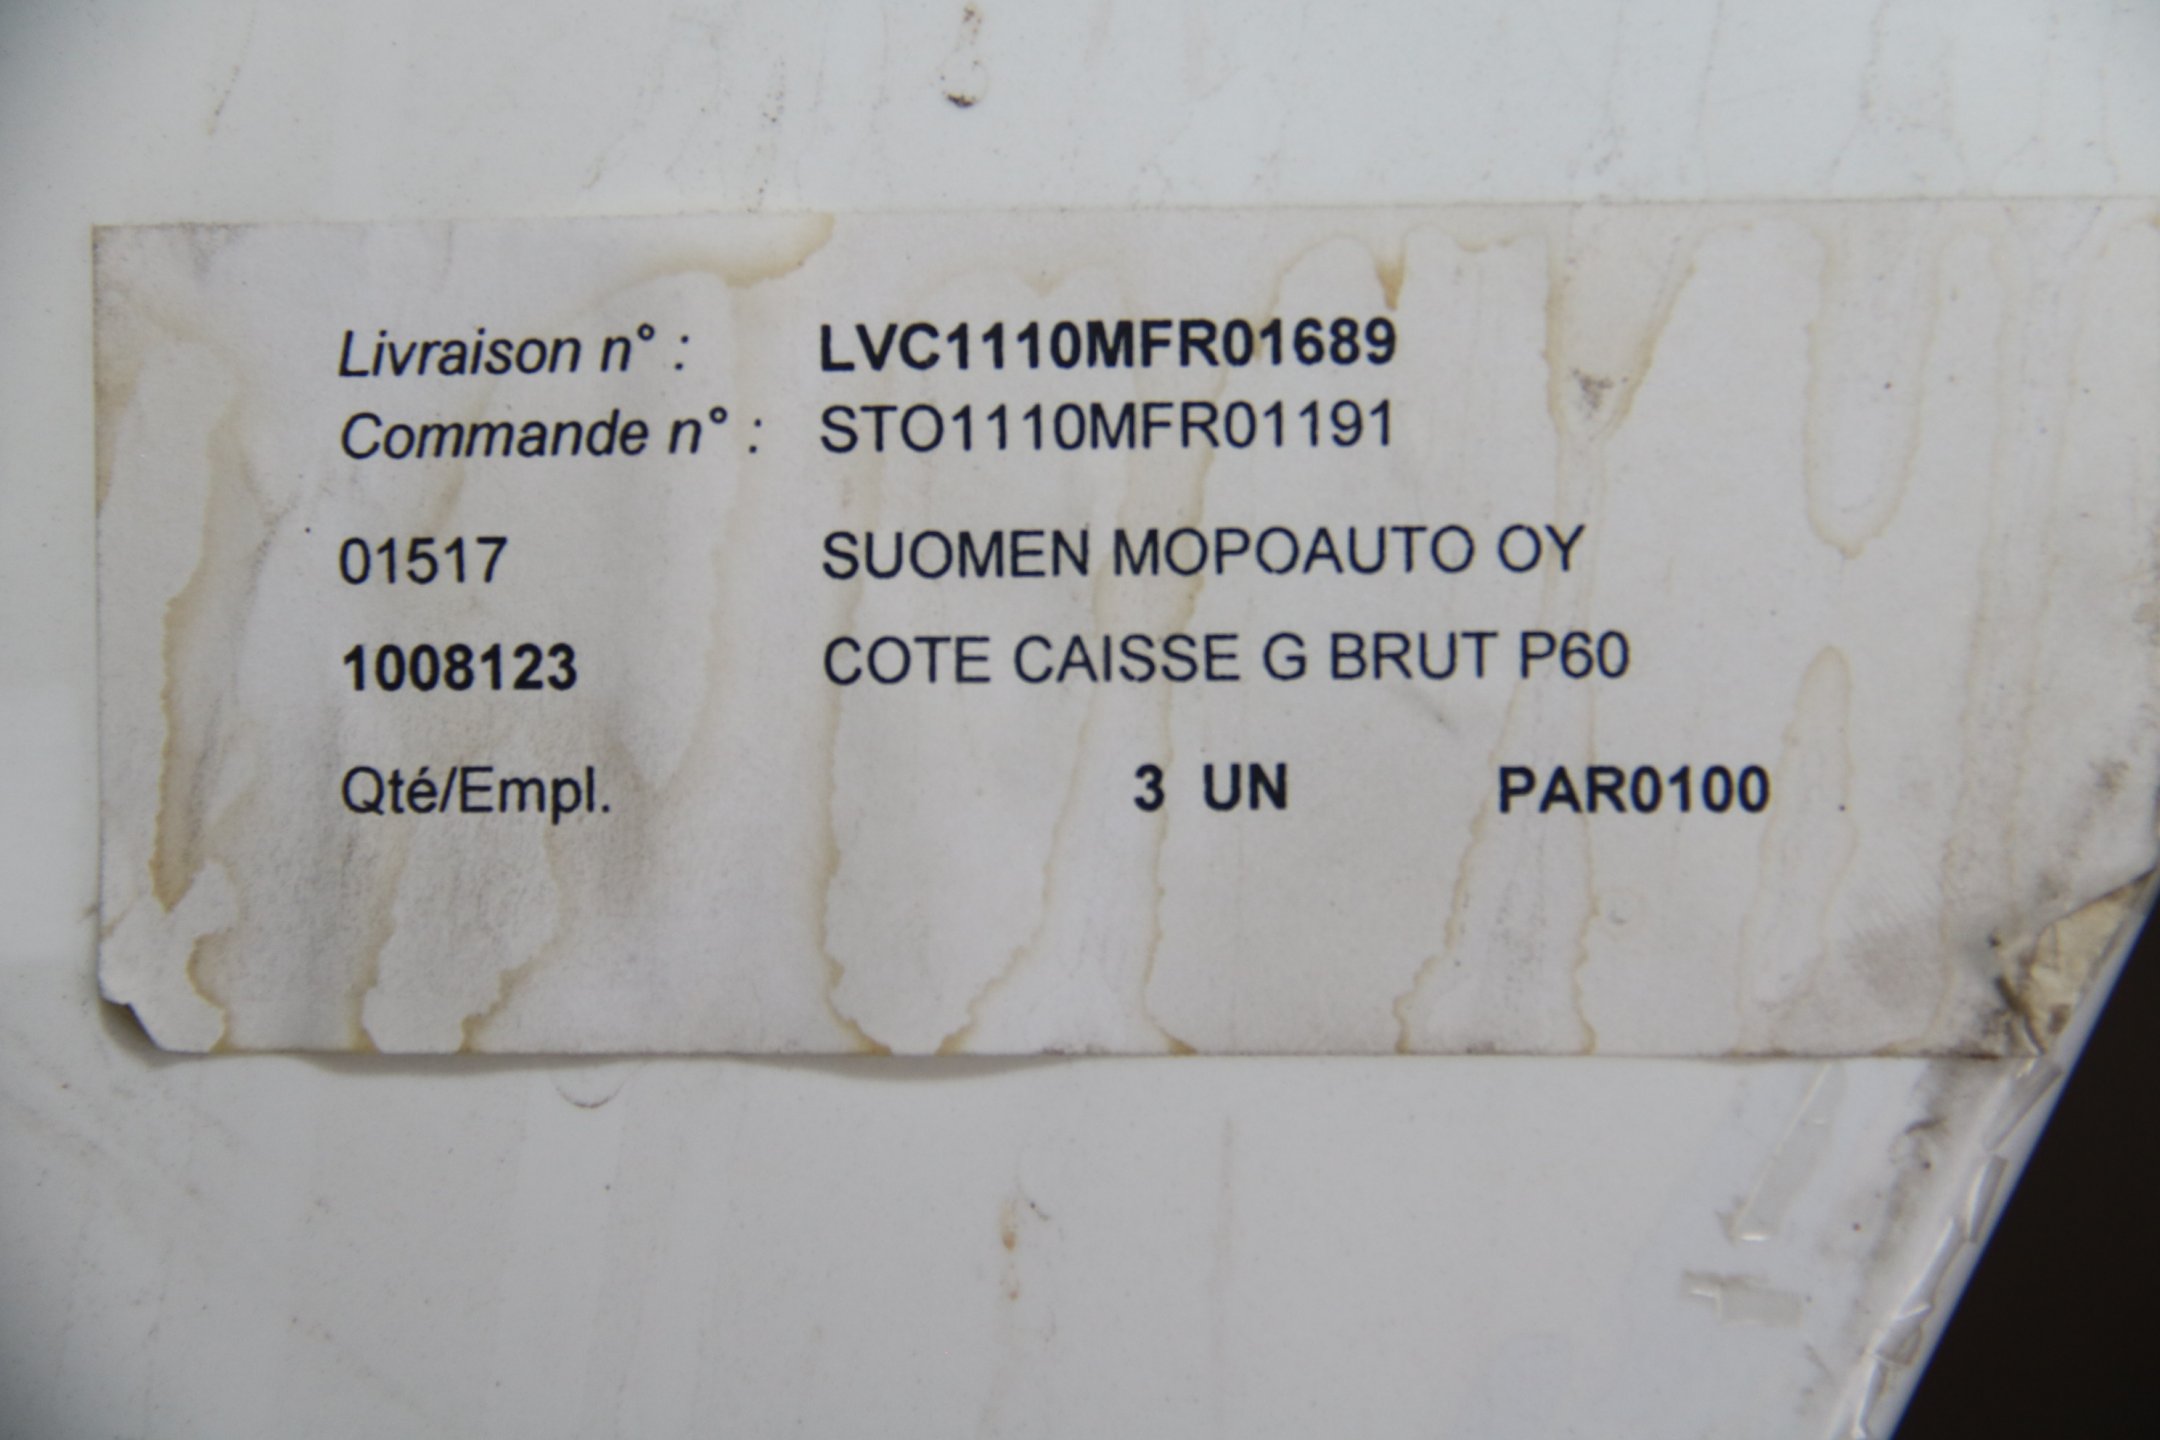 Livraison n° : LVC1110MFR01689
Commande n° : STO1110MFR01191
01517 SUOMEN MOPOAUTO OY
1008123 COTE CAISSE G BRUT P60
Qté/Empl. 3 UN PAR0100